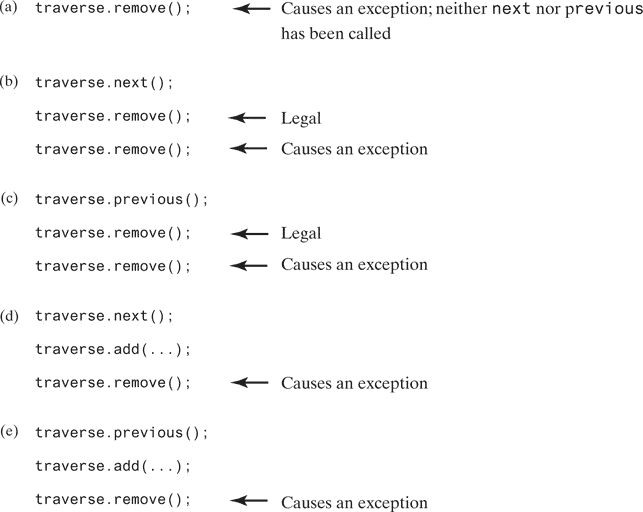 (a) traverse.remove(); Causes an exception; neither next nor previous
has been called
(b) traverse.next();
traverse.remove(); Legal
traverse.remove(); Causes an exception
(c) traverse.previous();
traverse.remove(); Legal
traverse.remove(); Causes an exception
(d) traverse.next();
traverse.add(...);
traverse.remove(); Causes an exception
(e) traverse.previous();
traverse.add(...);
traverse.remove(); Causes an exception